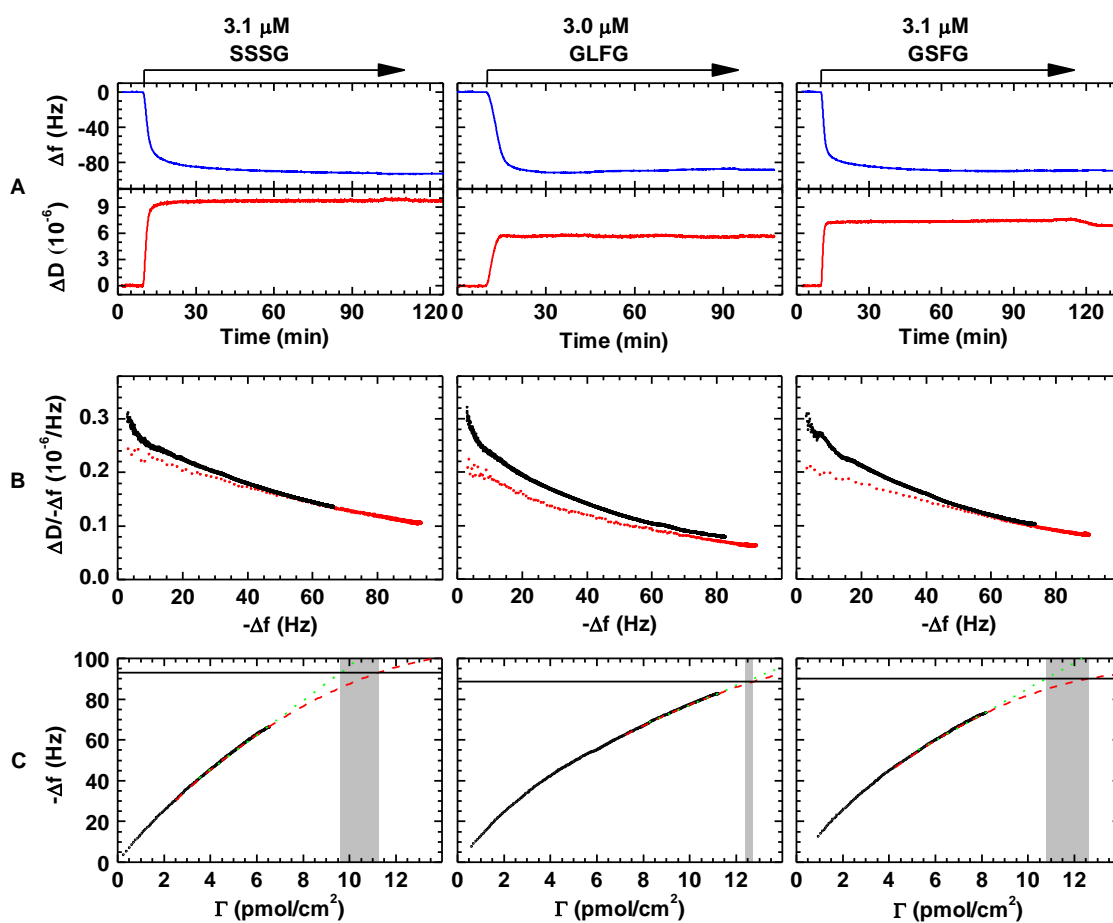 3.1 μM 3.0 μM 3.1 μM
SSSG GLFG GSFG
A
Δf (Hz)
0
-40
-80
ΔD (10⁻⁶)
9
6
3
0
0 30 60 90 120 0 30 60 90 0 30 60 90 120
Time (min) Time (min) Time (min)
B
ΔD/-Δf (10⁻⁶/Hz)
0.3
0.2
0.1
0.0
0 20 40 60 80 0 20 40 60 80 0 20 40 60 80
-Δf (Hz) -Δf (Hz) -Δf (Hz)
C
-Δf (Hz)
100
80
60
40
20
0
0 2 4 6 8 10 12 0 2 4 6 8 10 12 0 2 4 6 8 10 12
Γ (pmol/cm²) Γ (pmol/cm²) Γ (pmol/cm²)